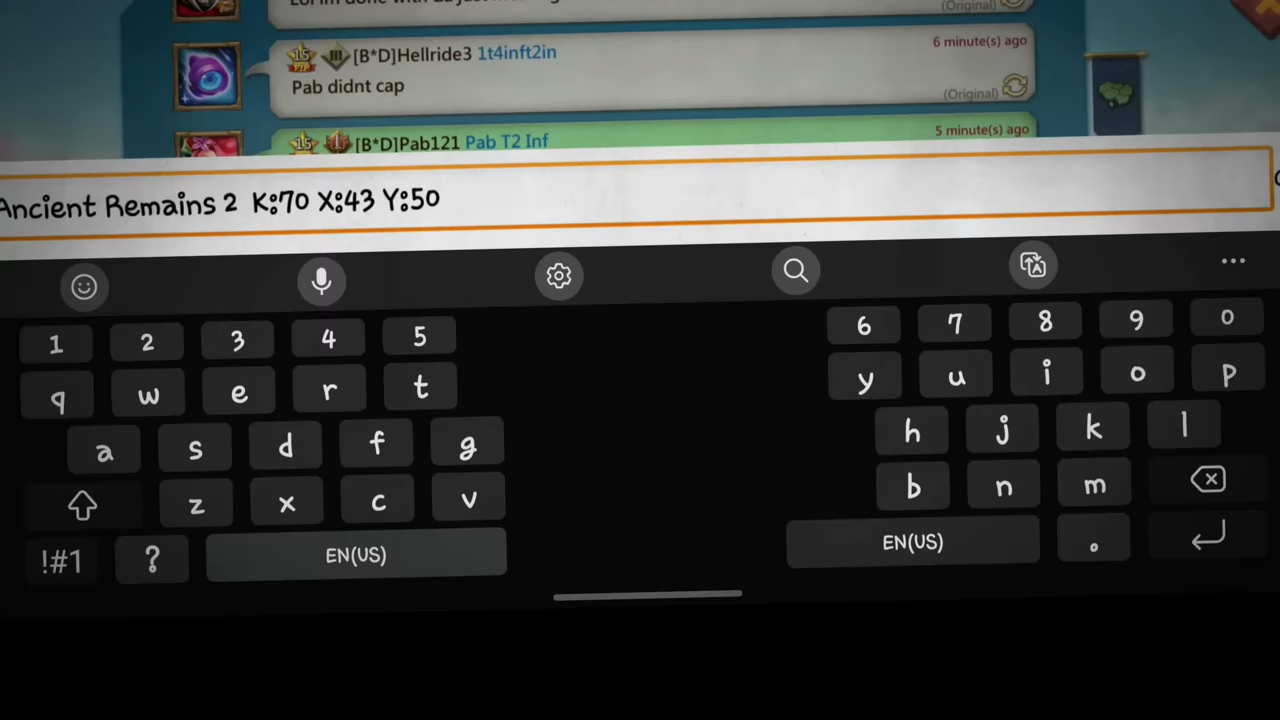 (Original)
[B*D]Hellride3 1t4inft2in
6 minute(s) ago
Pab didnt cap
(Original)
[B*D]Pab121 Pab T2 Inf
5 minute(s) ago
Ancient Remains 2 K:70 X:43 Y:50
1 2 3 4 5 6 7 8 9 0
q w e r t y u i o p
a s d f g h j k l
z x c v b n m
!#1 ? EN(US) EN(US) .